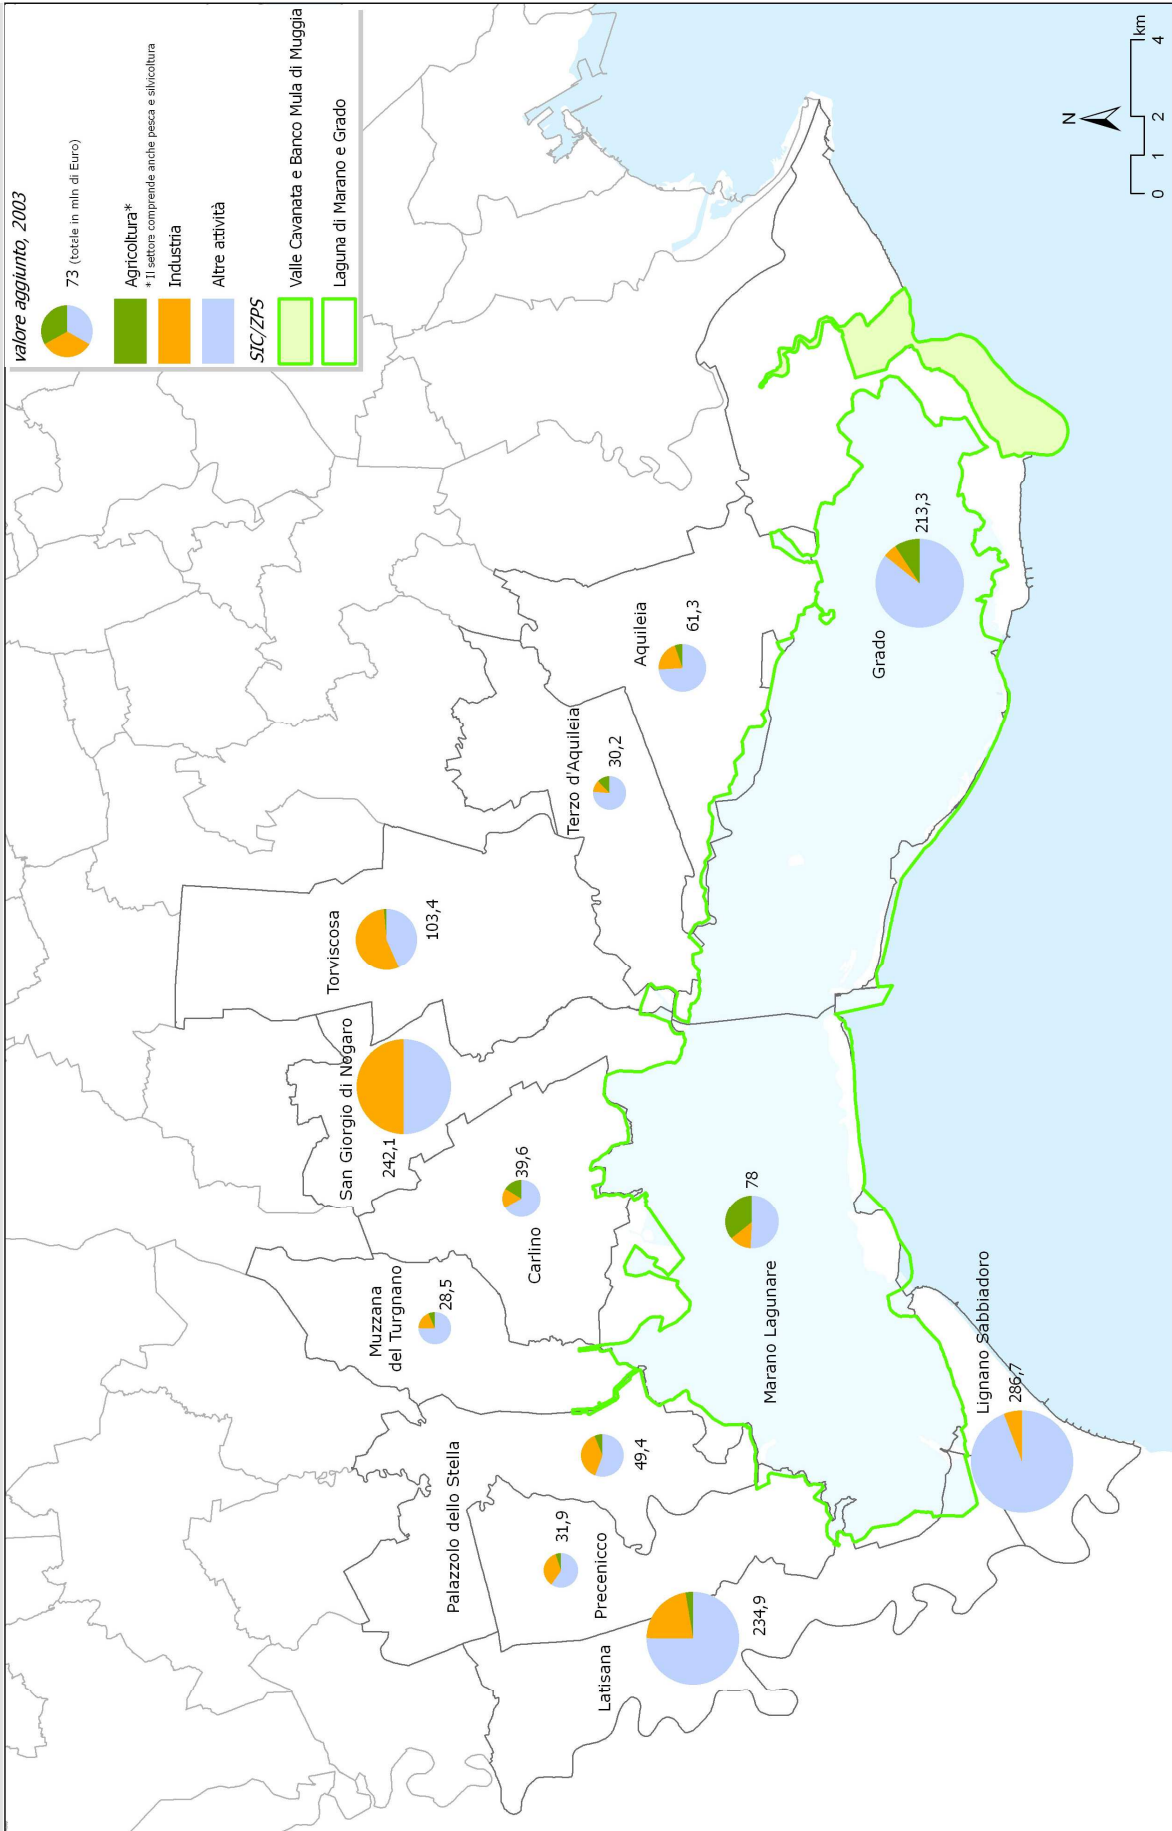 valore aggiunto, 2003
73 (totale in mln di Euro)
Agricoltura*
* Il settore comprende anche pesca e silvicoltura
Industria
Altre attività
SIC/ZPS
Valle Cavanata e Banco Mula di Muggia
Laguna di Marano e Grado
Torviscosa
103,4
San Giorgio di Nogaro
242,1
Muzzana
del Turgnano
28,5
Carlino
39,6
Palazzolo dello Stella
49,4
Precenicco
31,9
Latisana
234,9
Terzo d'Aquileia
30,2
Aquileia
61,3
Grado
213,3
Marano Lagunare
78
Lignano Sabbiadoro
286,7
N
km
0 1 2 4